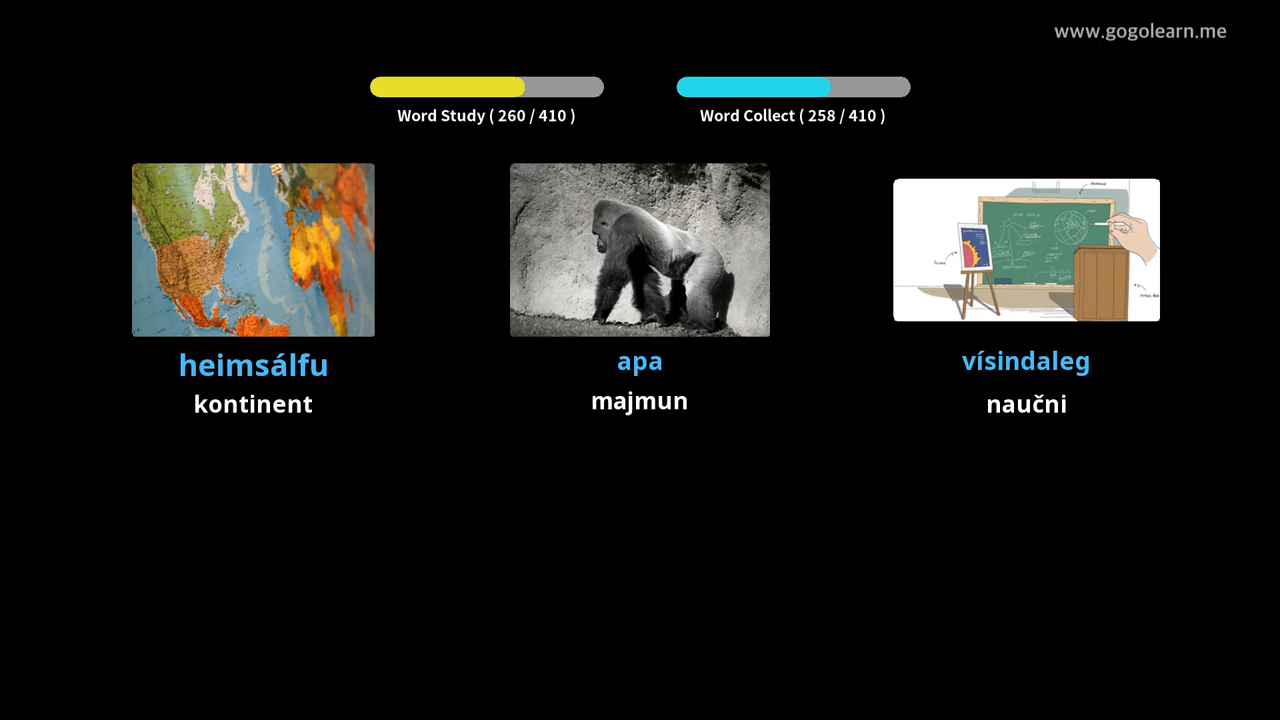 www.gogolearn.me
Word Study ( 260 / 410 )
Word Collect ( 258 / 410 )
heimsálfu
kontinent
apa
majmun
vísindaleg
naučni